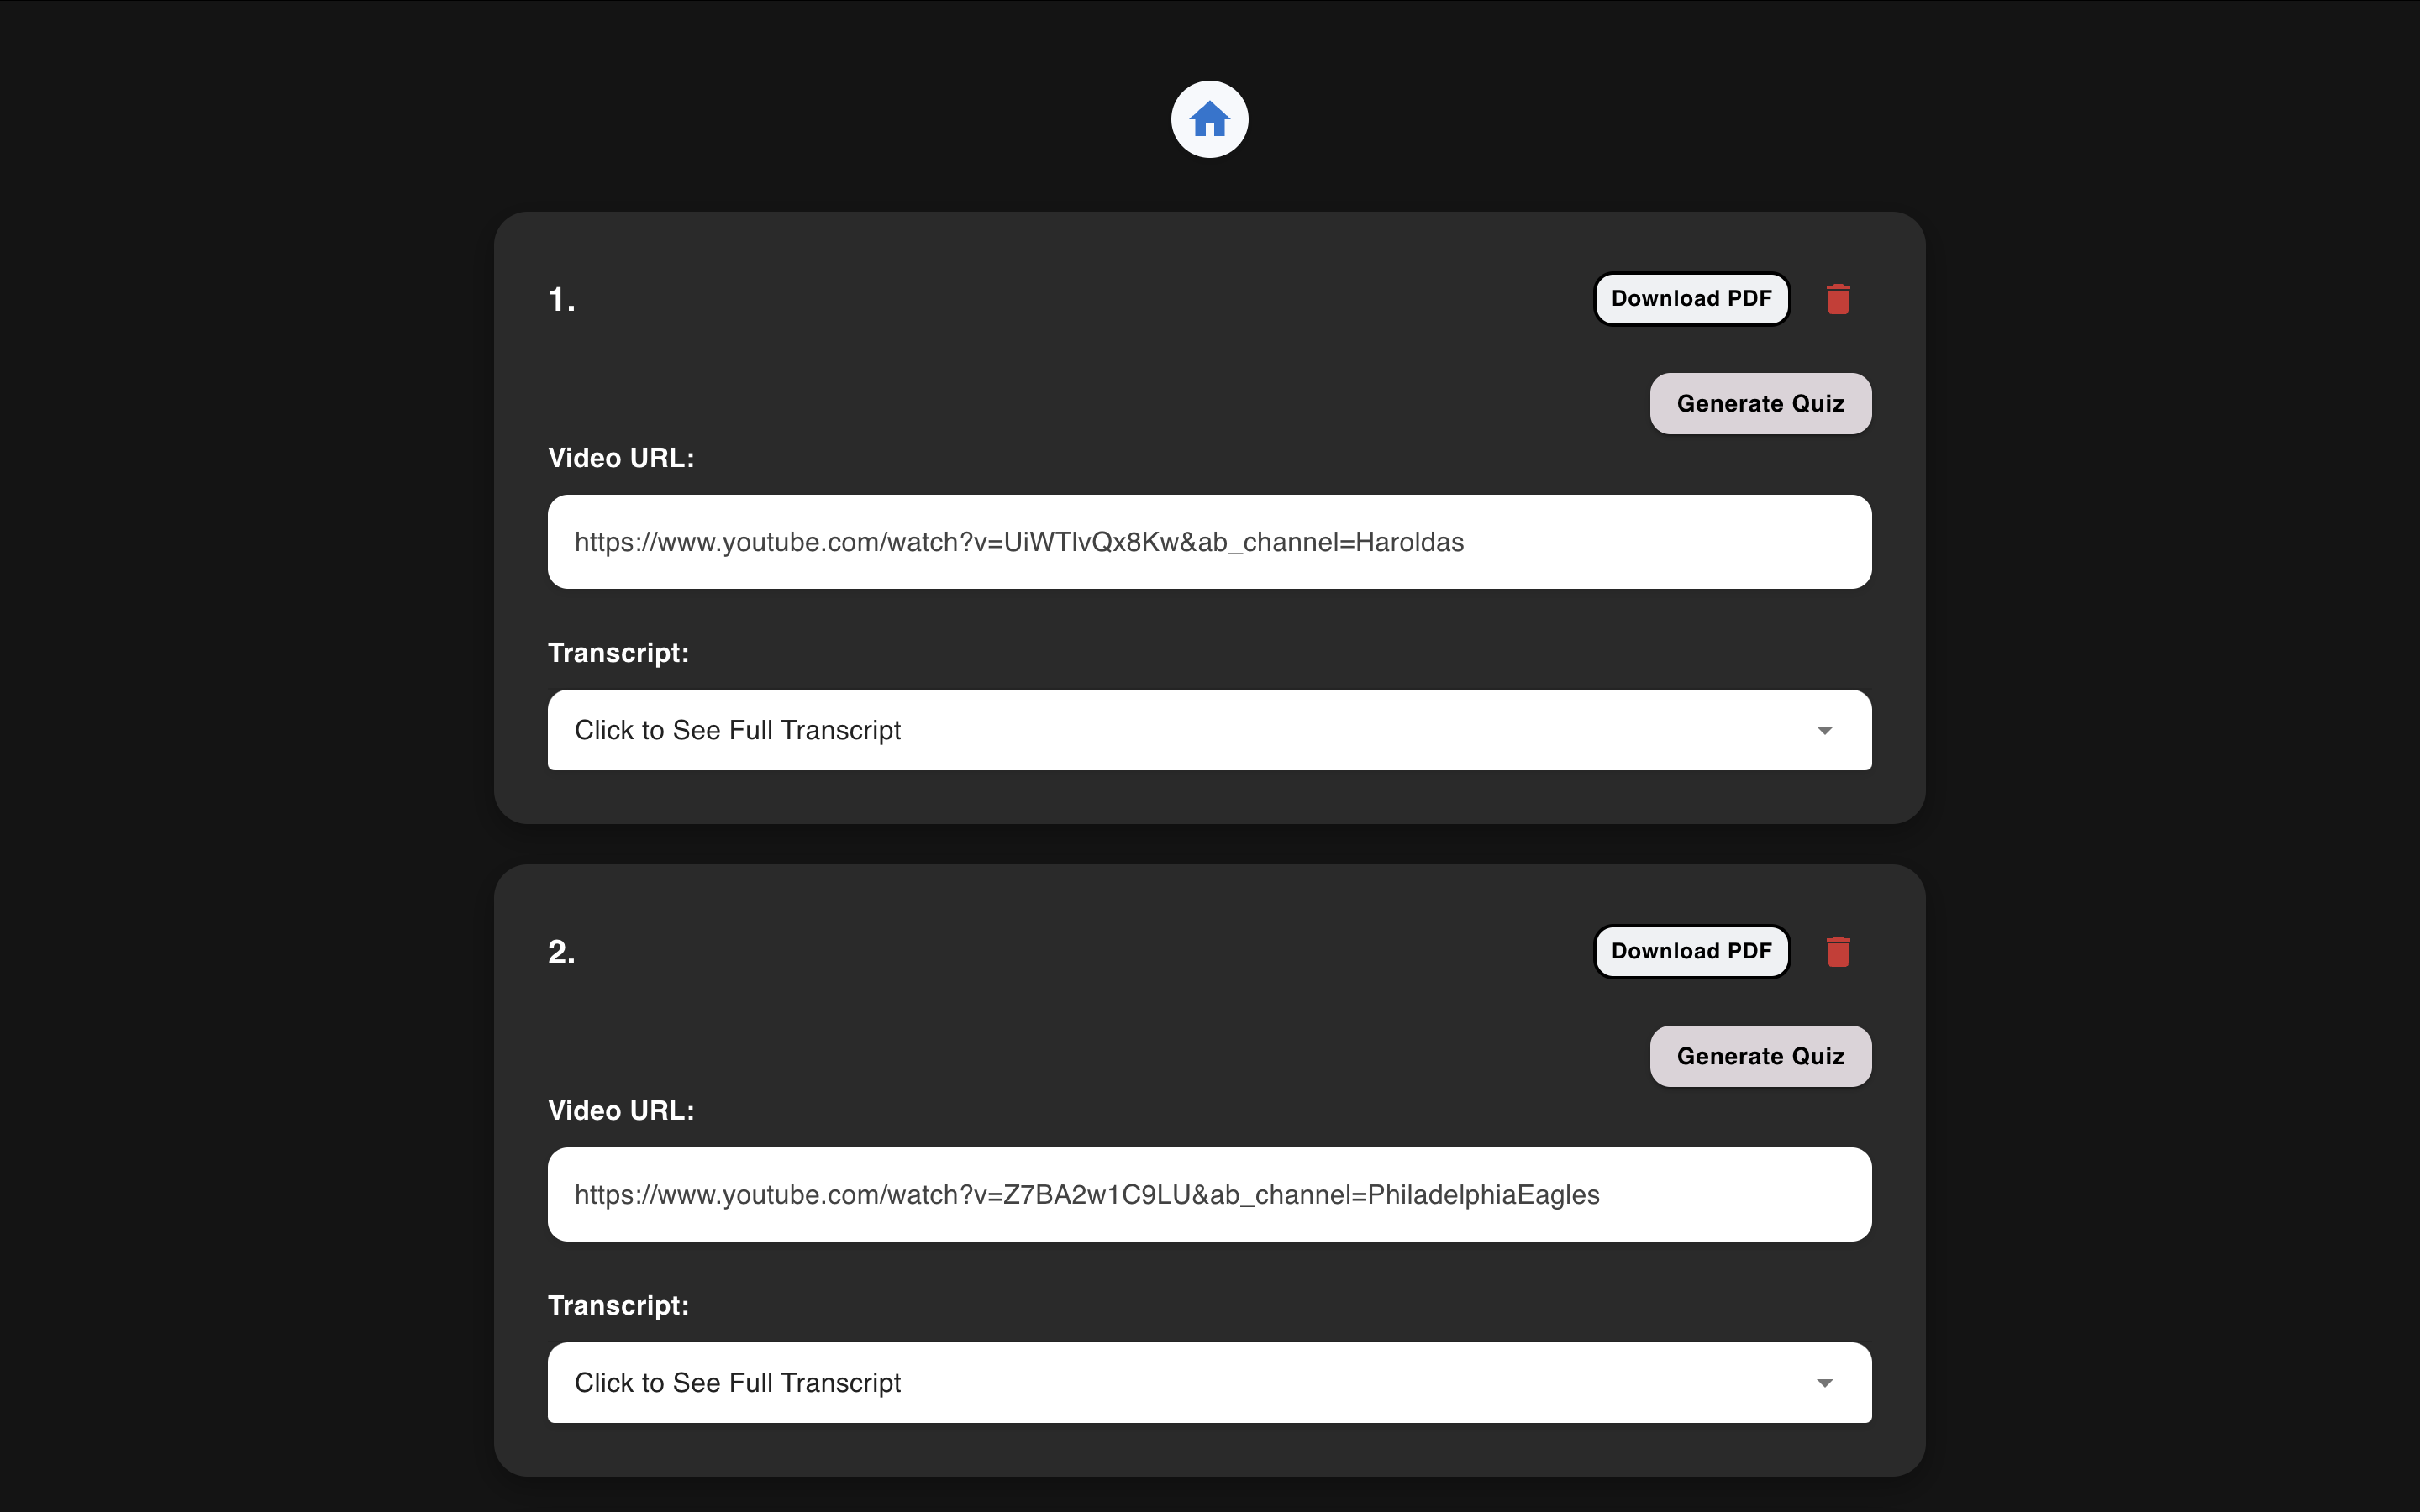 1.
Download PDF
Generate Quiz
Video URL:
https://www.youtube.com/watch?v=UiWTlvQx8Kw&ab_channel=Haroldas
Transcript:
Click to See Full Transcript
2.
Download PDF
Generate Quiz
Video URL:
https://www.youtube.com/watch?v=Z7BA2w1C9LU&ab_channel=PhiladelphiaEagles
Transcript:
Click to See Full Transcript